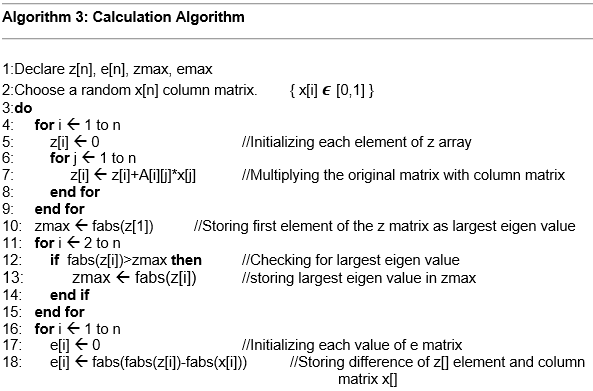 Algorithm 3: Calculation Algorithm
1:Declare z[n], e[n], zmax, emax
2:Choose a random x[n] column matrix. { x[i] ϵ [0,1] }
3:do
4: for i ← 1 to n
5: z[i] ← 0 //Initializing each element of z array
6: for j ← 1 to n
7: z[i] ← z[i]+A[i][j]*x[j] //Multiplying the original matrix with column matrix
8: end for
9: end for
10: zmax ← fabs(z[1]) //Storing first element of the z matrix as largest eigen value
11: for i ← 2 to n
12: if fabs(z[i])>zmax then //Checking for largest eigen value
13: zmax ← fabs(z[i]) //storing largest eigen value in zmax
14: end if
15: end for
16: for i ← 1 to n
17: e[i] ← 0 //Initializing each value of e matrix
18: e[i] ← fabs(fabs(z[i])-fabs(x[i])) //Storing difference of z[] element and column
matrix x[]